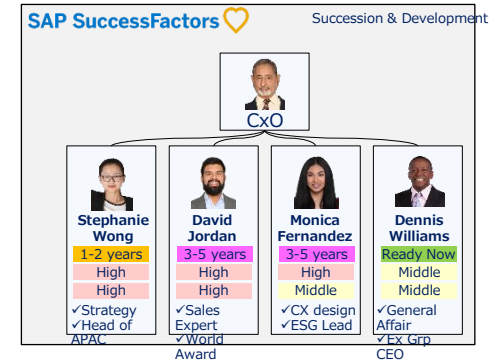 SAP SuccessFactors
Succession & Development
CxO
Stephanie
Wong
1-2 years
High
High
✓Strategy
✓Head of
APAC
David
Jordan
3-5 years
High
High
✓Sales
Expert
✓World
Award
Monica
Fernandez
3-5 years
High
Middle
✓CX design
✓ESG Lead
Dennis
Williams
Ready Now
Middle
Middle
✓General
Affair
✓Ex Grp
CEO